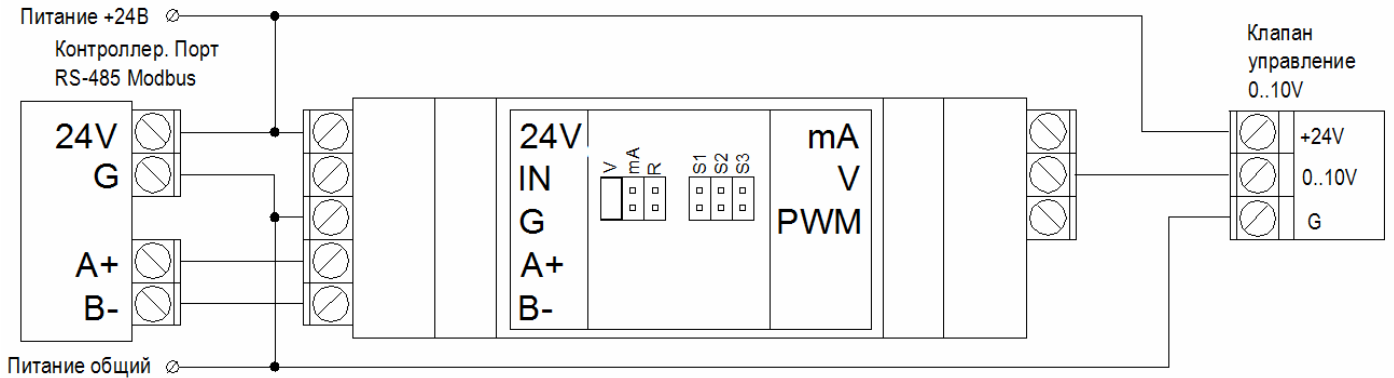 Питание +24В
Контроллер. Порт
RS-485 Modbus
24V
G
A+
B-
Питание общий
24V
IN
G
A+
B-
V
mA
R
S1
S2
S3
mA
V
PWM
Клапан
управление
0..10V
+24V
0..10V
G